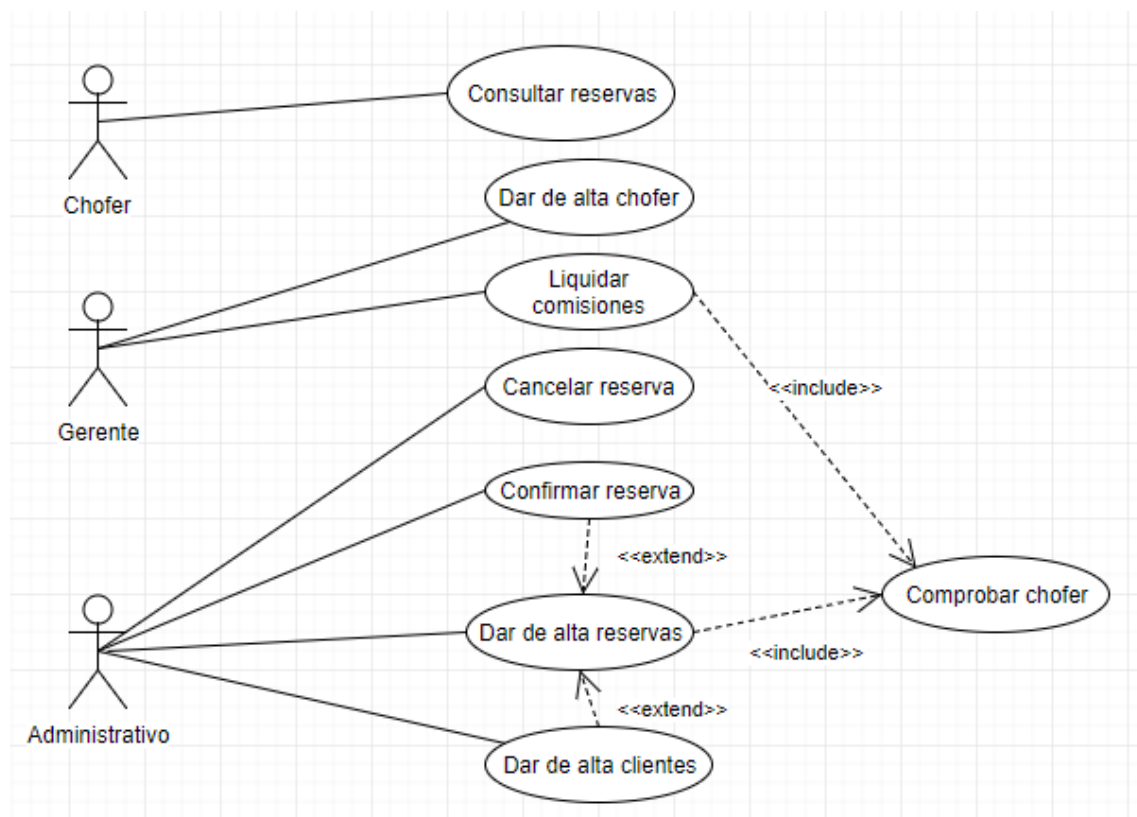 Consultar reservas
Chofer
Dar de alta chofer
Liquidar
comisiones
Gerente
Cancelar reserva
<<include>>
Confirmar reserva
<<extend>>
Comprobar chofer
Dar de alta reservas
<<include>>
<<extend>>
Administrativo
Dar de alta clientes